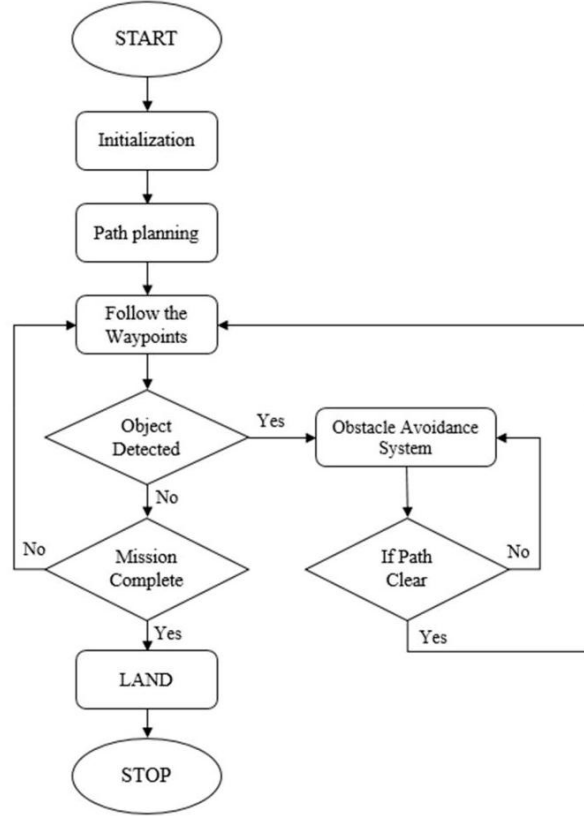 START
Initialization
Path planning
Follow the
Waypoints
Object
Detected
Yes
Obstacle Avoidance
System
No
No
Mission
Complete
If Path
Clear
No
Yes
Yes
LAND
STOP